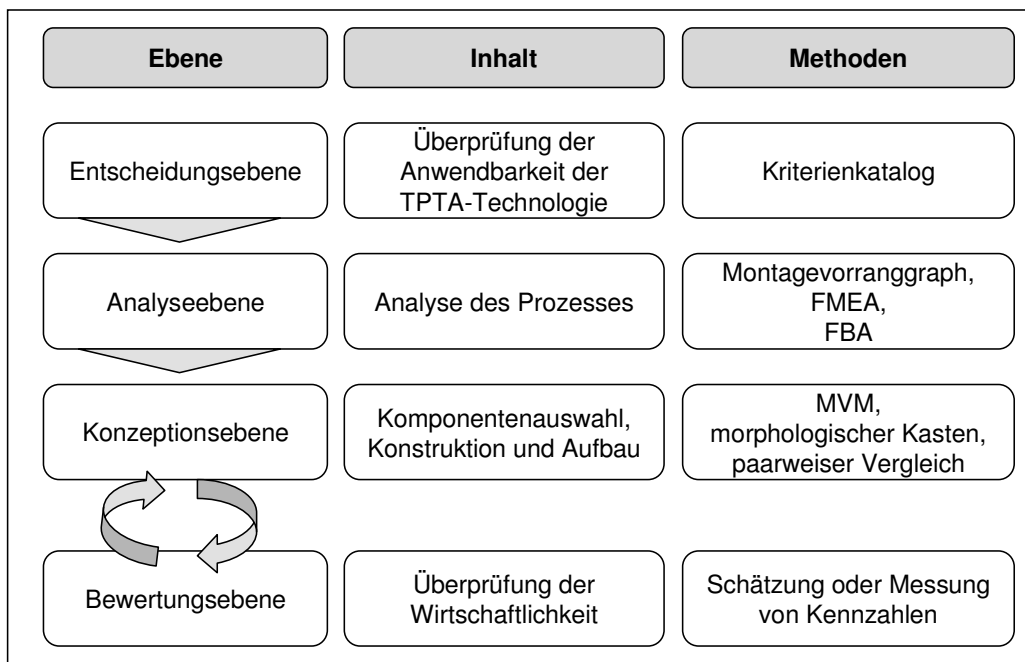 Ebene
Inhalt
Methoden
Entscheidungsebene
Überprüfung der
Anwendbarkeit der
TPTA-Technologie
Kriterienkatalog
Analyseebene
Analyse des Prozesses
Montagevorranggraph,
FMEA,
FBA
Konzeptionsebene
Komponentenauswahl,
Konstruktion und Aufbau
MVM,
morphologischer Kasten,
paarweiser Vergleich
Bewertungsebene
Überprüfung der
Wirtschaftlichkeit
Schätzung oder Messung
von Kennzahlen